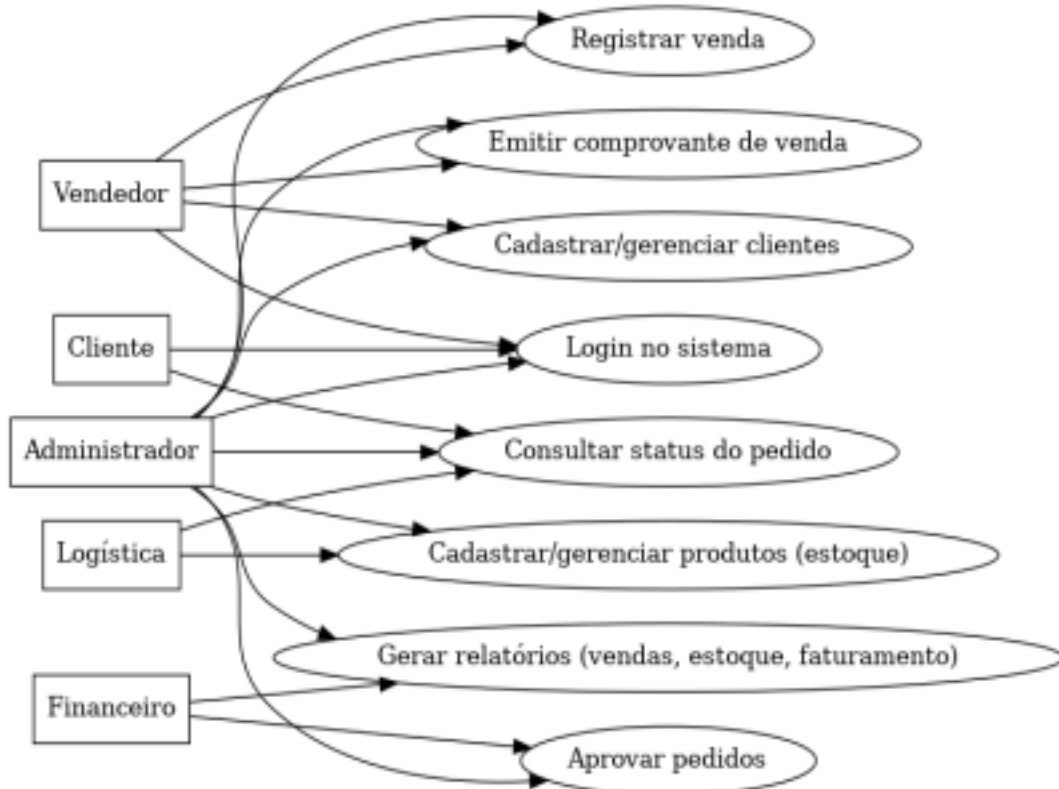 Registrar venda
Emitir comprovante de venda
Vendedor
Cadastrar/gerenciar clientes
Cliente
Login no sistema
Administrador
Consultar status do pedido
Logística
Cadastrar/gerenciar produtos (estoque)
Gerar relatórios (vendas, estoque, faturamento)
Financeiro
Aprovar pedidos